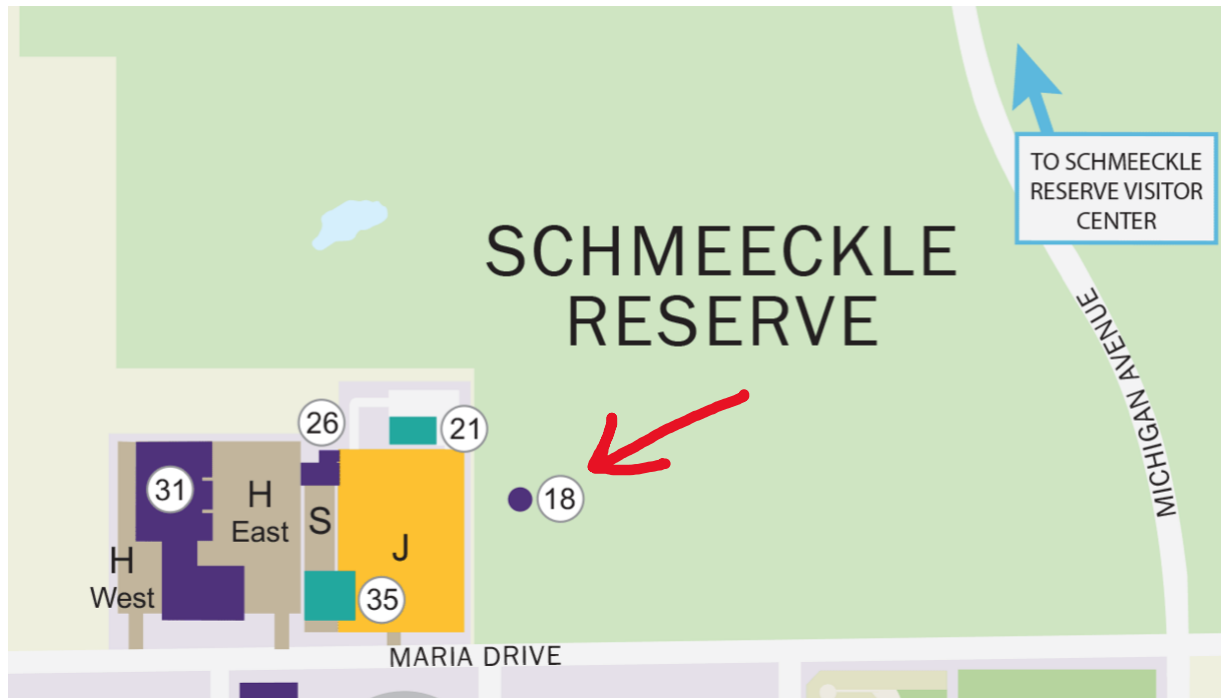 TO SCHMEECKLE
RESERVE VISITOR
CENTER
SCHMEECKLE
RESERVE
MICHIGAN AVENUE
26
21
31
H
East
S
J
18
H
West
35
MARIA DRIVE